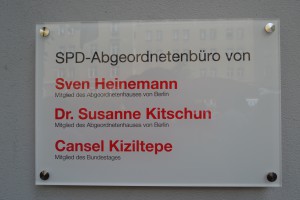 SPD-Abgeordnetenbüro von
Sven Heinemann
Mitglied des Abgeordnetenhauses von Berlin
Dr. Susanne Kitschun
Mitglied des Abgeordnetenhauses von Berlin
Cansel Kiziltepe
Mitglied des Bundestages